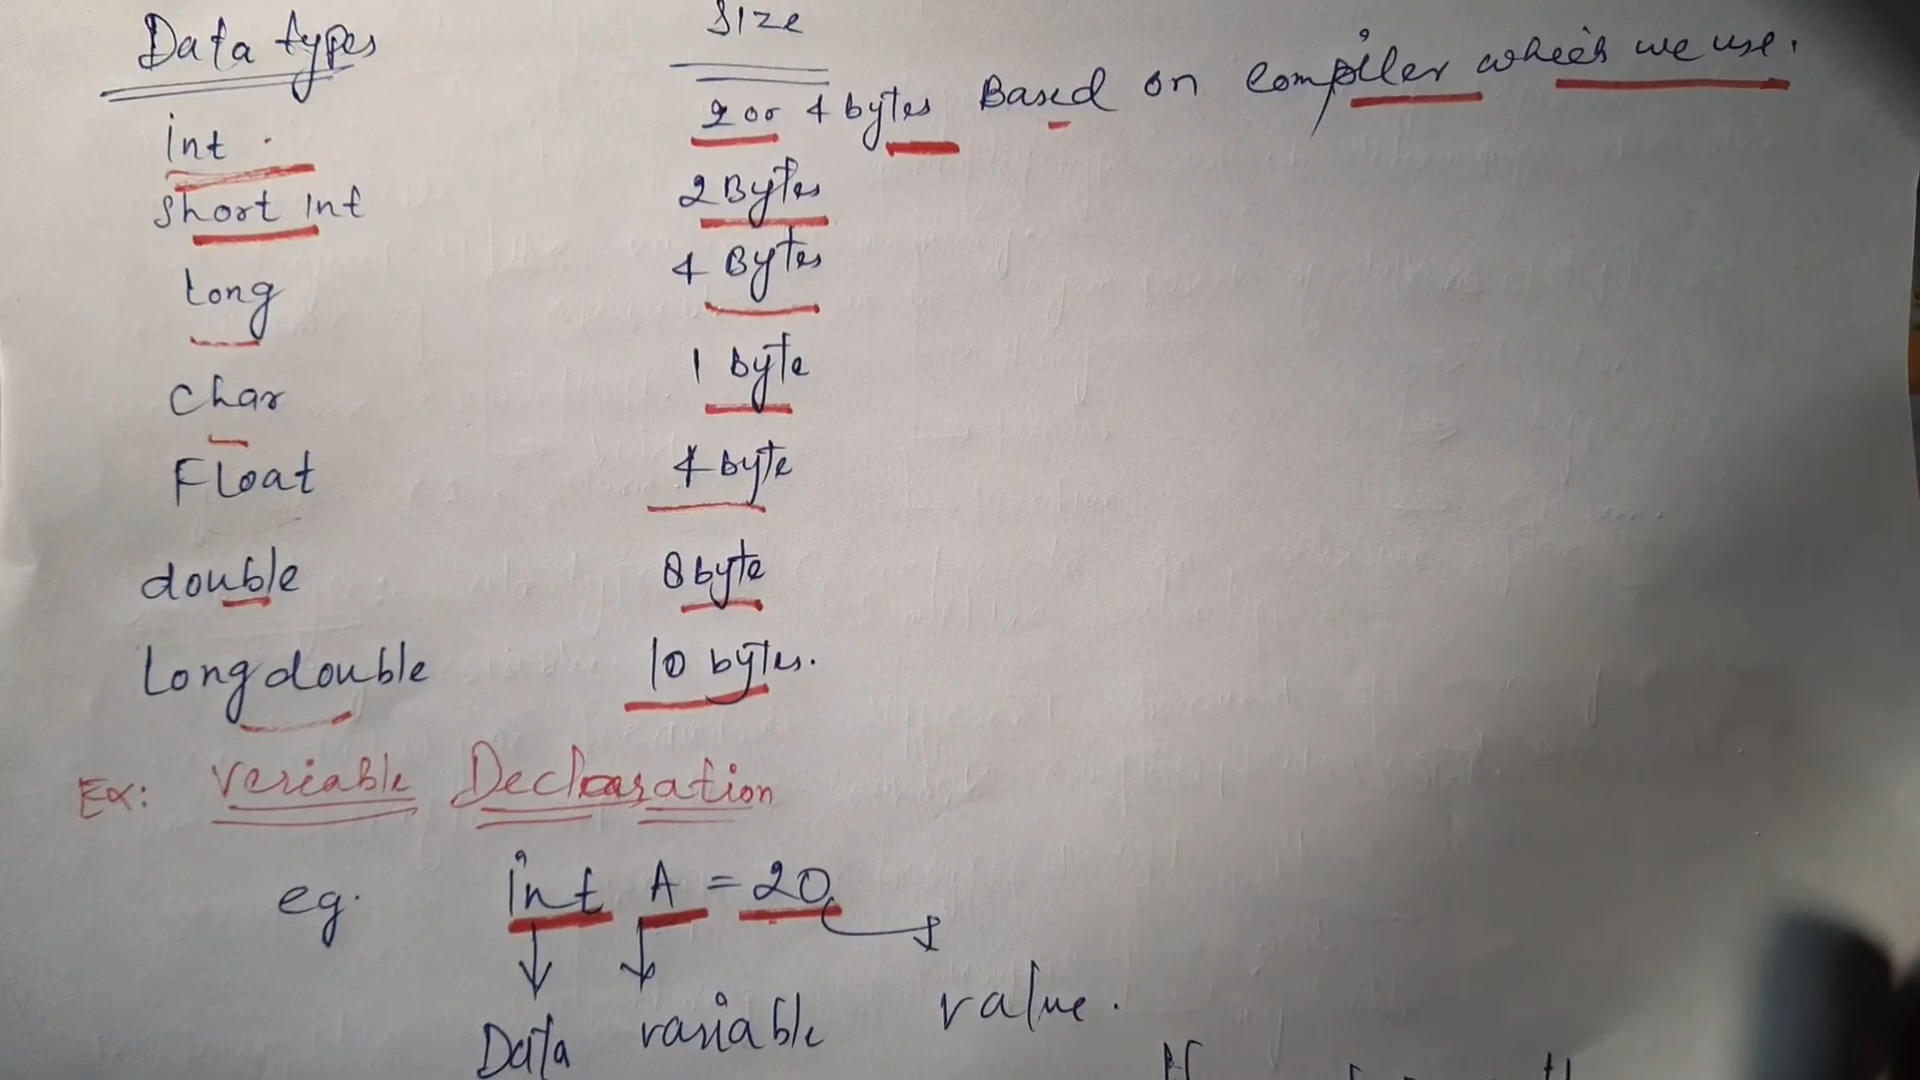 Data types Size
int 2 or 4 bytes Based on compiler which we use.
short int 2 Bytes
Long 4 Bytes
char 1 byte
Float 4 byte
double 8 byte
Long double 10 bytes.
Ex: Variable Declaration
eg. int A = 20
Data variable value.